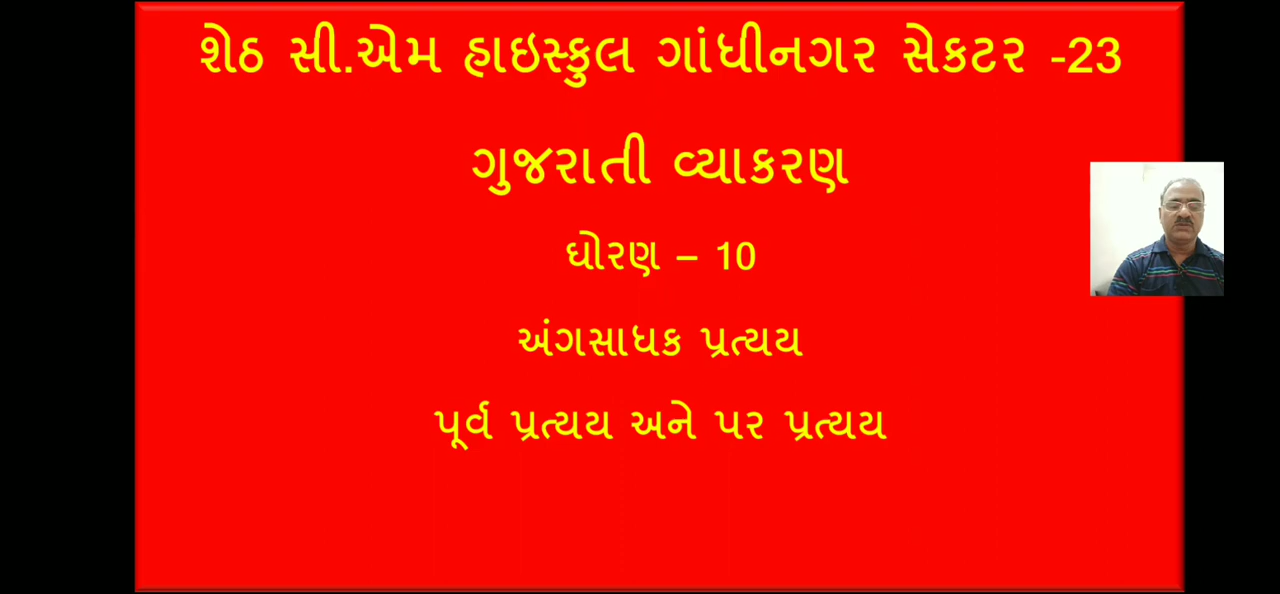 શેઠ સી.એમ હાઇસ્કુલ ગાંધીનગર સેકટર -23
ગુજરાતી વ્યાકરણ
ઘોરણ – 10
અંગસાધક પ્રત્યય
પૂર્વ પ્રત્યય અને પર પ્રત્યય